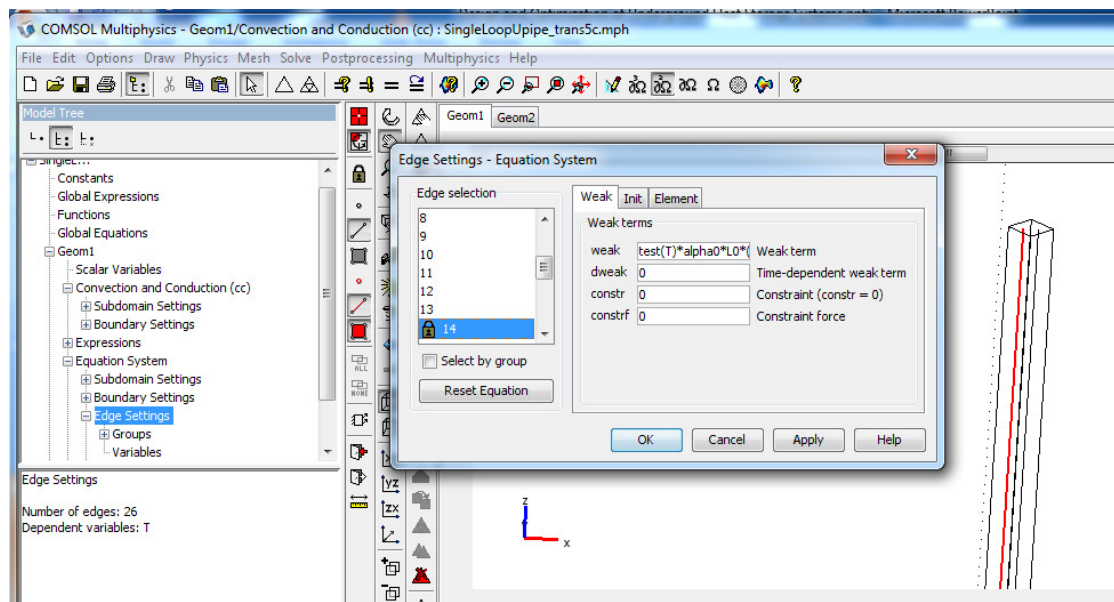 COMSOL Multiphysics - Geom1/Convection and Conduction (cc) : SingleLoopUpipe_trans5c.mph
File Edit Options Draw Physics Mesh Solve Postprocessing Multiphysics Help
Model Tree
Geom1 Geom2
Constants
Global Expressions
Functions
Global Equations
Geom1
Scalar Variables
Convection and Conduction (cc)
Subdomain Settings
Boundary Settings
Expressions
Equation System
Subdomain Settings
Boundary Settings
Edge Settings
Groups
Variables
Edge Settings
Number of edges: 26
Dependent variables: T
ALL
NONE
yz
zx
Edge Settings - Equation System
Edge selection
8
9
10
11
12
13
14
Select by group
Reset Equation
Weak Init Element
Weak terms
weak test(T)*alpha0*L0*( Weak term
dweak 0 Time-dependent weak term
constr 0 Constraint (constr = 0)
constrf 0 Constraint force
OK Cancel Apply Help
z
x